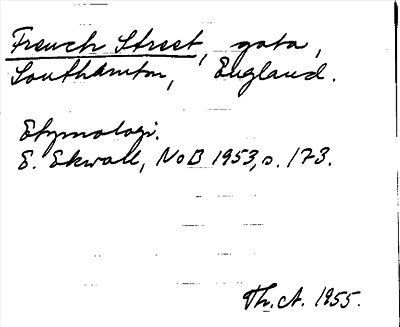 French Street, gata,
Southamton, England.
Etymologi.
E. Ekwall, NoB 1953, s. 173.
Th. A. 1955.